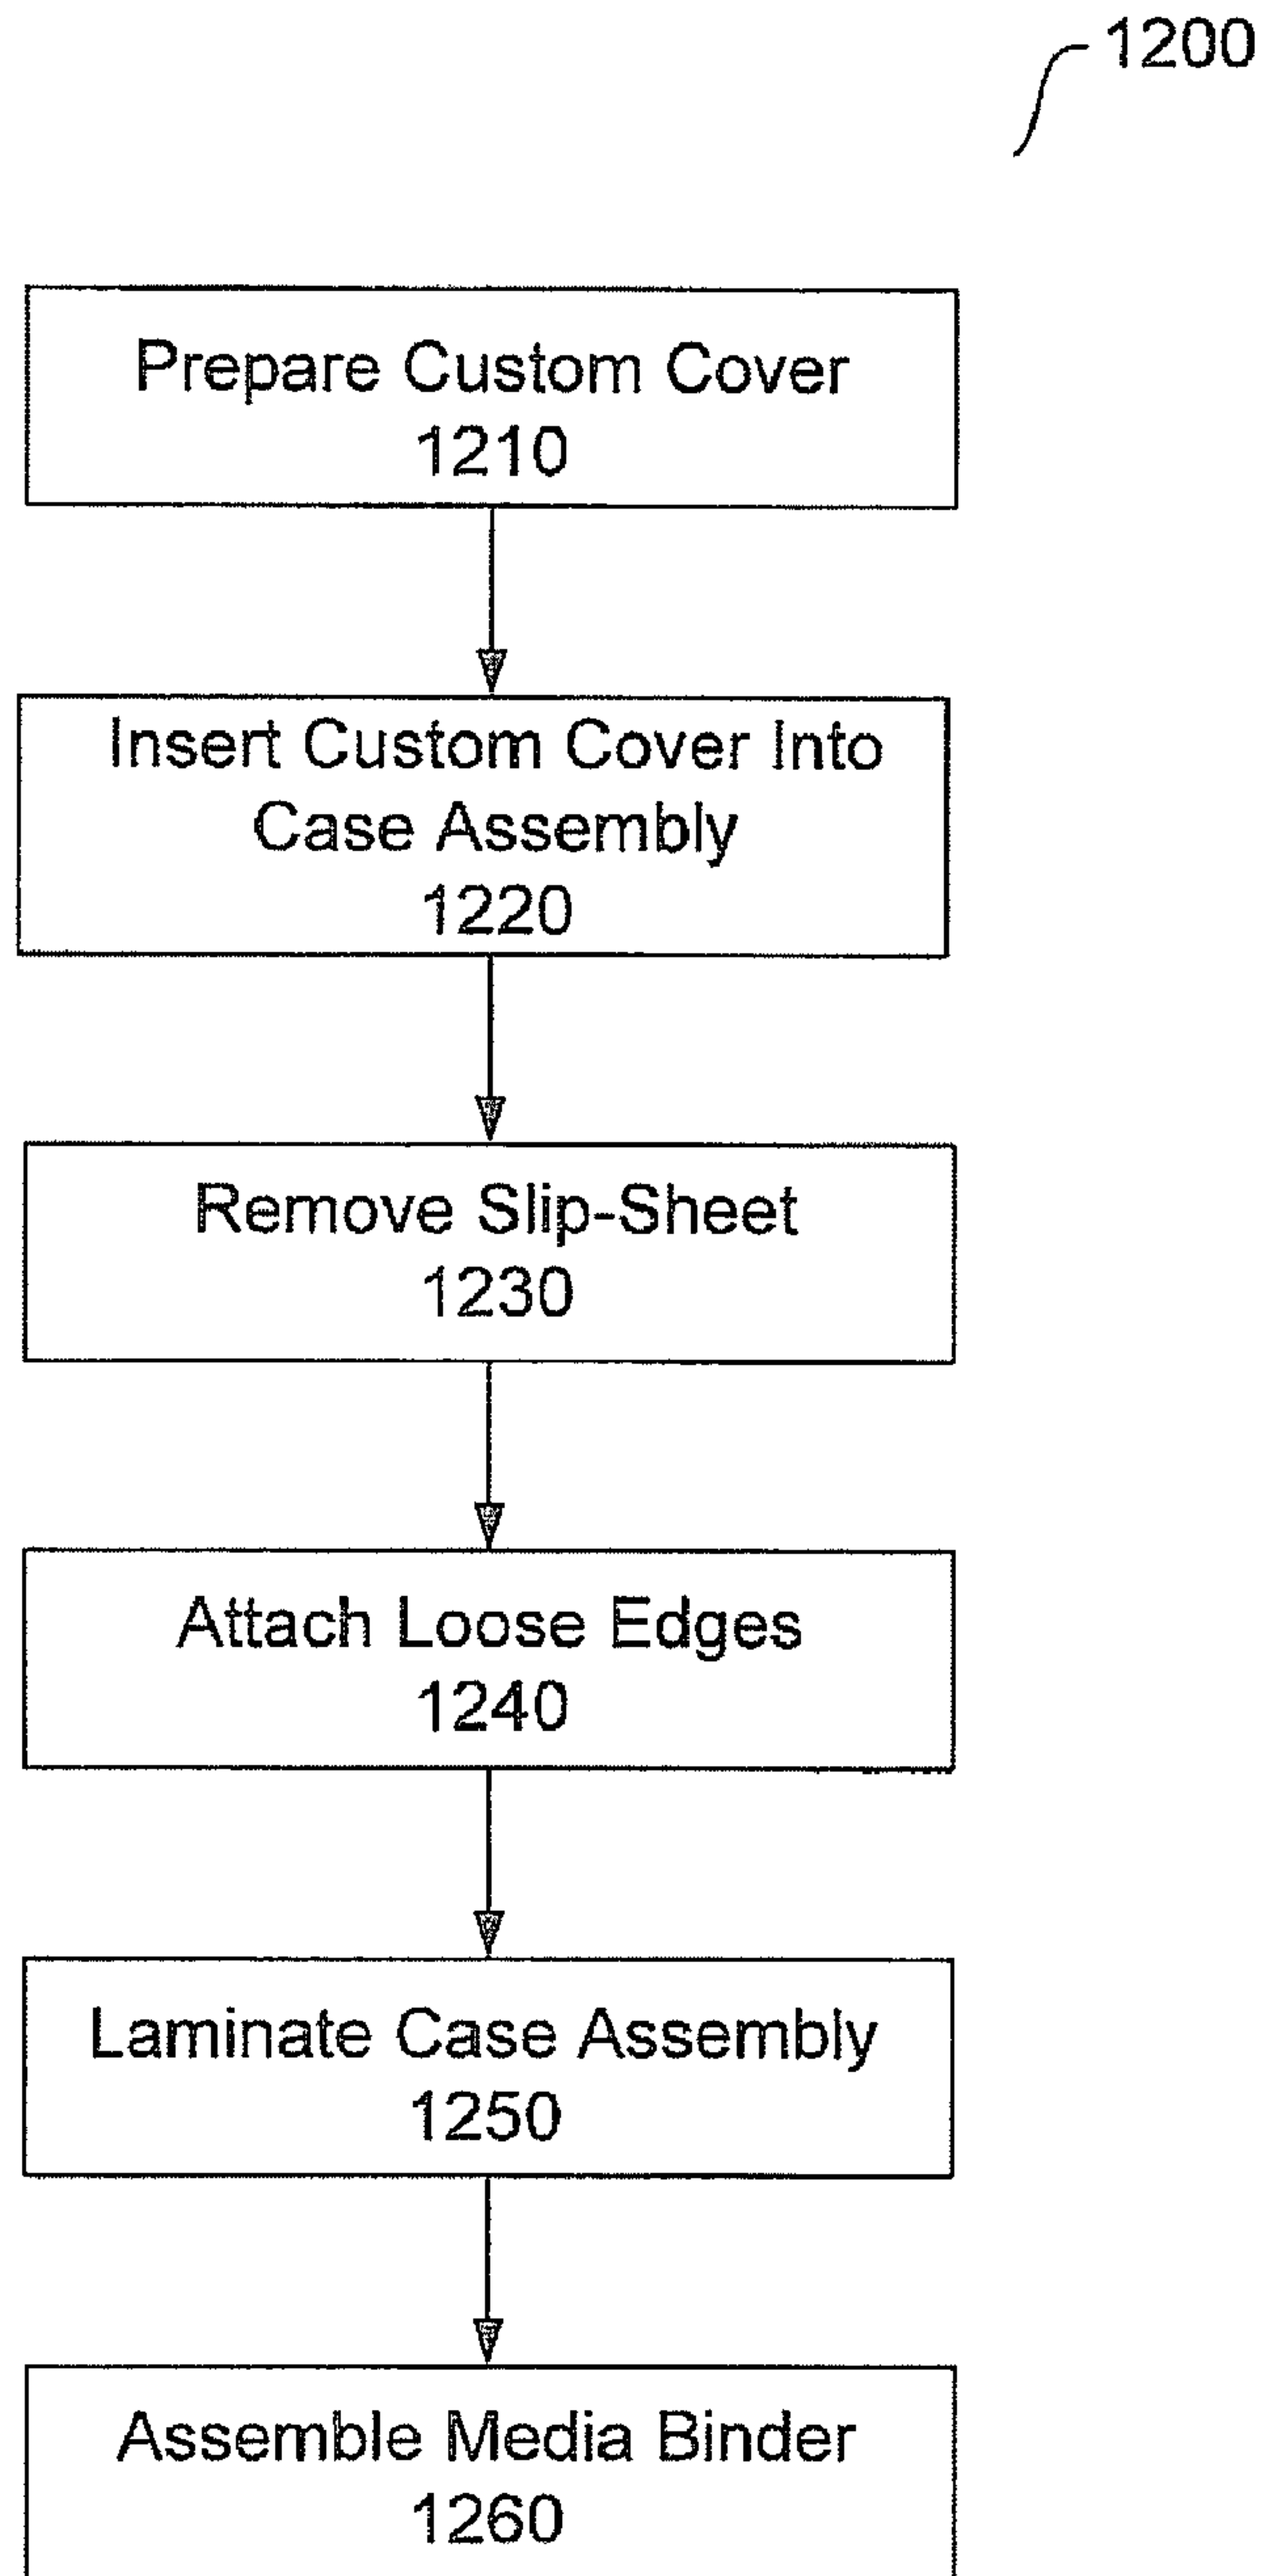 1200
Prepare Custom Cover
1210
Insert Custom Cover Into
Case Assembly
1220
Remove Slip-Sheet
1230
Attach Loose Edges
1240
Laminate Case Assembly
1250
Assemble Media Binder
1260